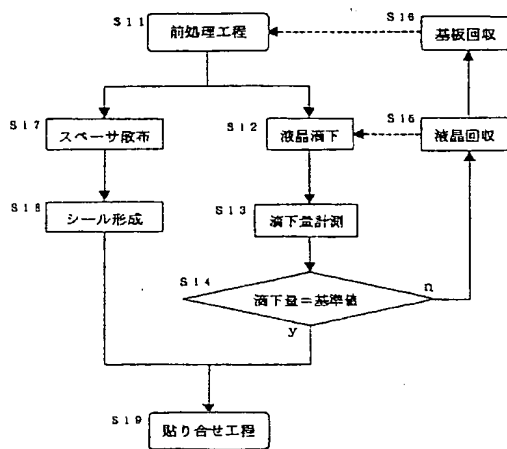 S11
前処理工程
S16
基板回収
S17
スペーサ散布
S12
液晶滴下
S15
液晶回収
S18
シール形成
S13
滴下量計測
S14
滴下量=基準値
n
y
S19
貼り合せ工程